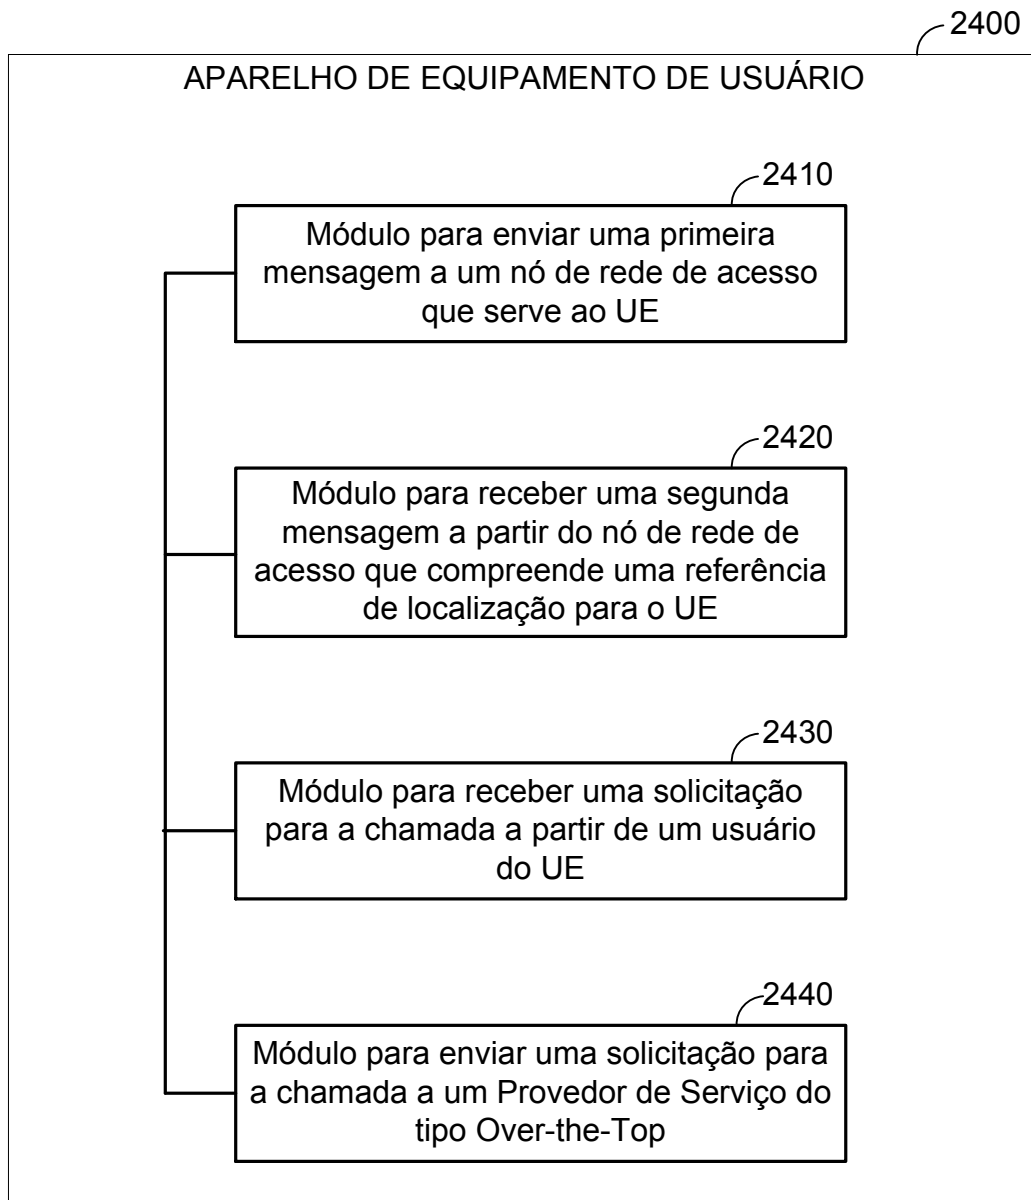 2400
APARELHO DE EQUIPAMENTO DE USUÁRIO
2410
Módulo para enviar uma primeira
mensagem a um nó de rede de acesso
que serve ao UE
2420
Módulo para receber uma segunda
mensagem a partir do nó de rede de
acesso que compreende uma referência
de localização para o UE
2430
Módulo para receber uma solicitação
para a chamada a partir de um usuário
do UE
2440
Módulo para enviar uma solicitação para
a chamada a um Provedor de Serviço do
tipo Over-the-Top